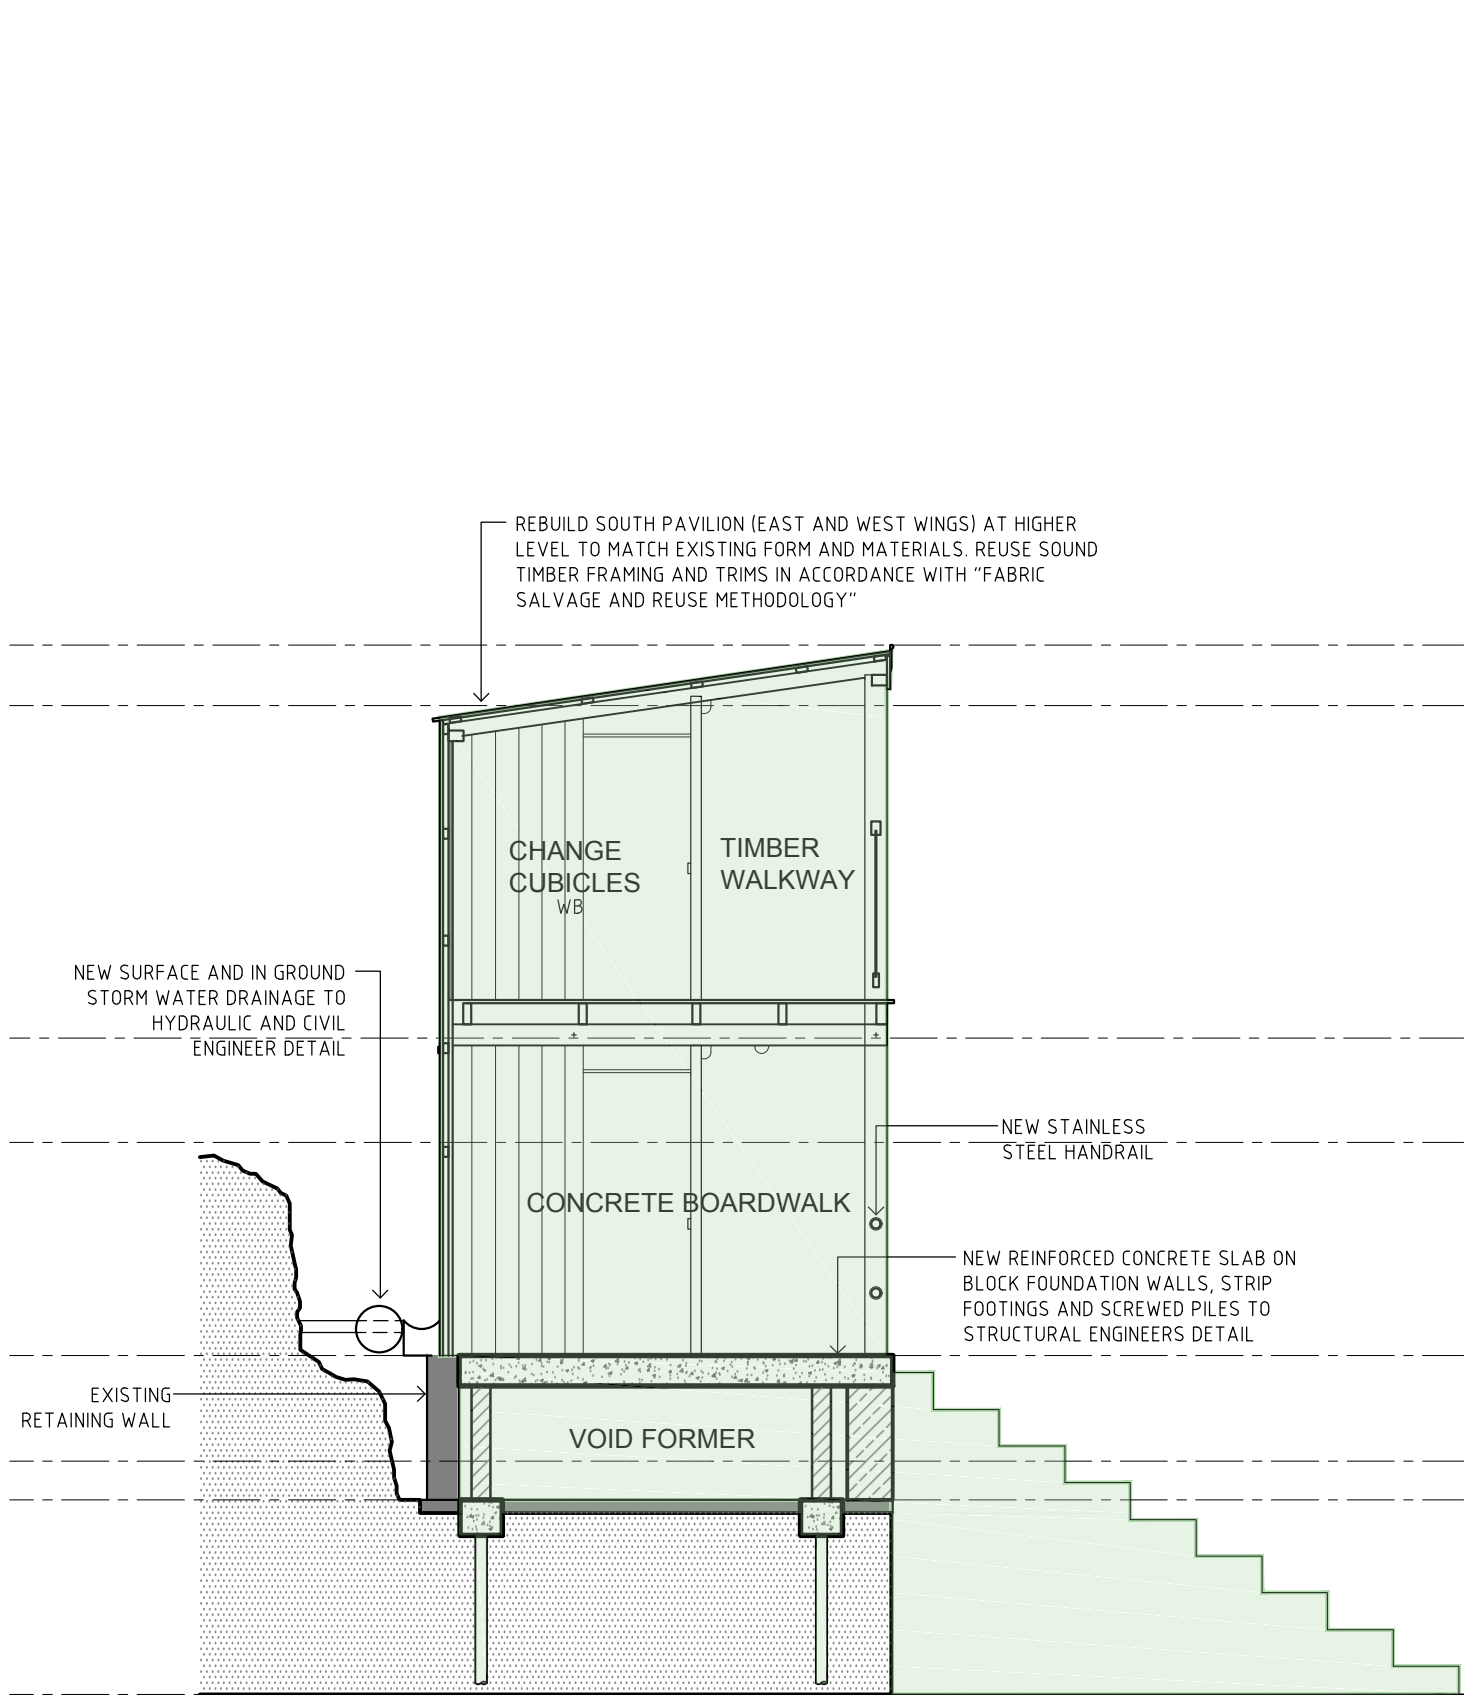 REBUILD SOUTH PAVILION (EAST AND WEST WINGS) AT HIGHER
LEVEL TO MATCH EXISTING FORM AND MATERIALS. REUSE SOUND
TIMBER FRAMING AND TRIMS IN ACCORDANCE WITH "FABRIC
SALVAGE AND REUSE METHODOLOGY"
CHANGE
CUBICLES
WB
TIMBER
WALKWAY
NEW SURFACE AND IN GROUND
STORM WATER DRAINAGE TO
HYDRAULIC AND CIVIL
ENGINEER DETAIL
NEW STAINLESS
STEEL HANDRAIL
CONCRETE BOARDWALK
NEW REINFORCED CONCRETE SLAB ON
BLOCK FOUNDATION WALLS, STRIP
FOOTINGS AND SCREWED PILES TO
STRUCTURAL ENGINEERS DETAIL
EXISTING
RETAINING WALL
VOID FORMER